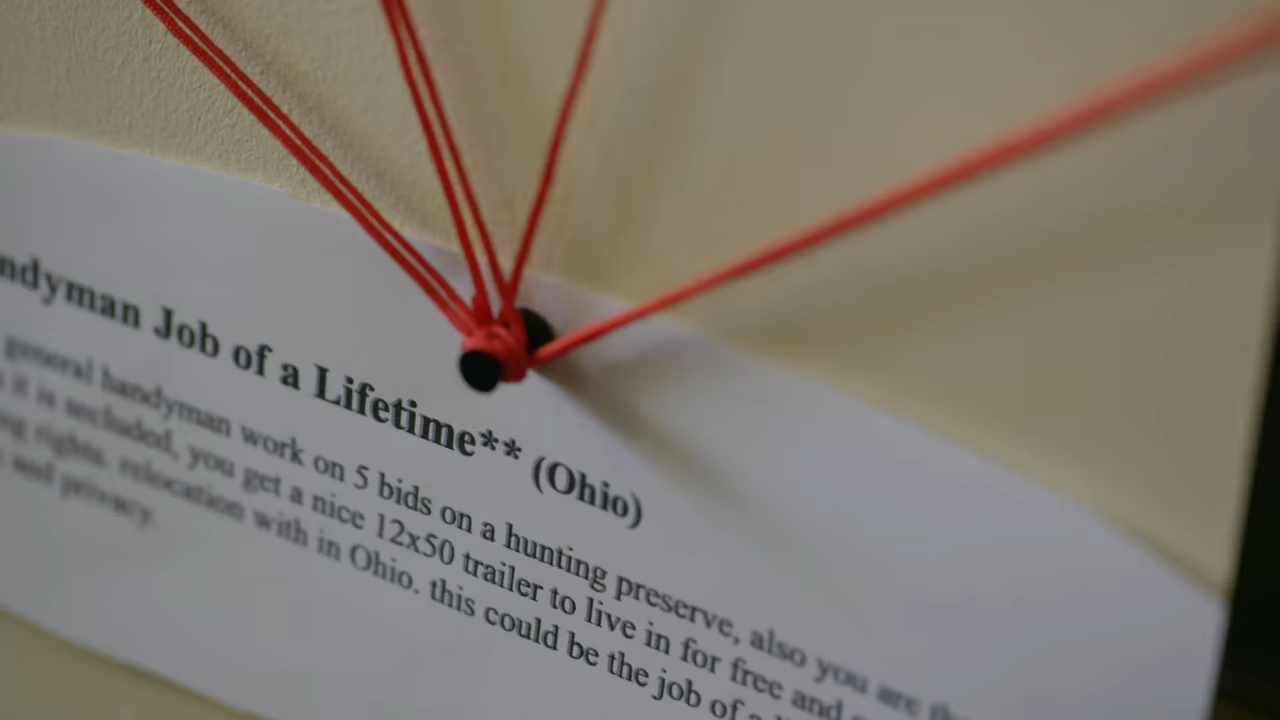 ndyman Job of a Lifetime** (Ohio)
general handyman work on 5 bids on a hunting preserve, also you are
it is secluded, you get a nice 12x50 trailer to live in for free and
rights. relocation with in Ohio. this could be the job of a
and privacy.